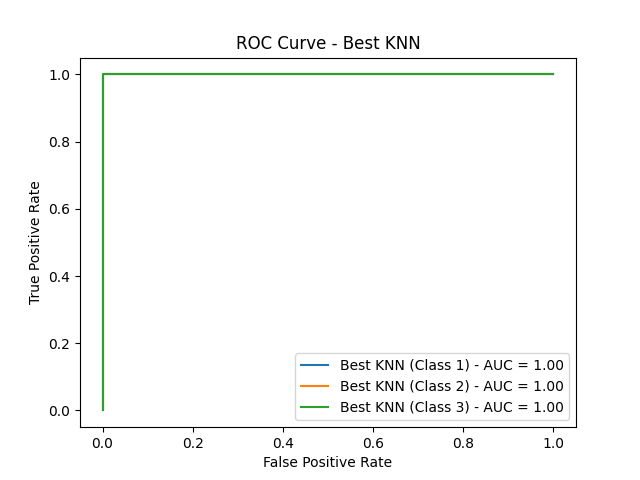 ROC Curve - Best KNN
True Positive Rate
1.0
0.8
0.6
0.4
0.2
0.0
Best KNN (Class 1) - AUC = 1.00
Best KNN (Class 2) - AUC = 1.00
Best KNN (Class 3) - AUC = 1.00
0.0 0.2 0.4 0.6 0.8 1.0
False Positive Rate